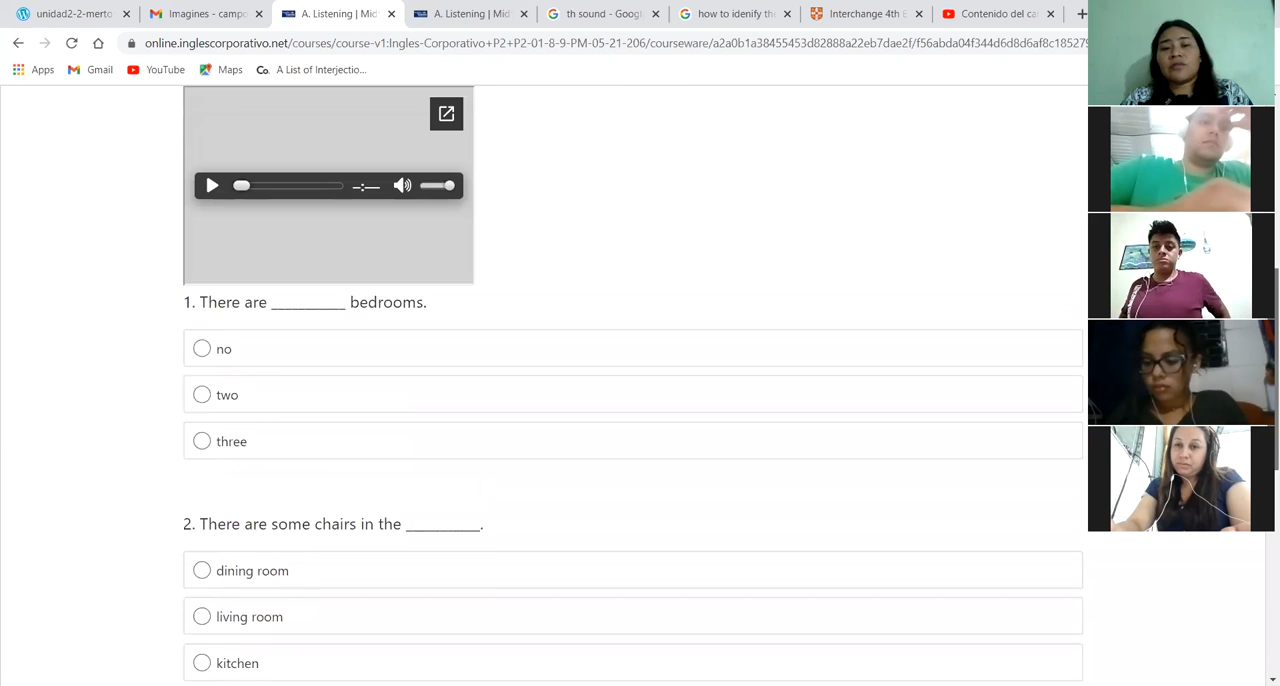 unidad2-2-merto
Imagines - campo
A. Listening | Mid
A. Listening | Mid
th sound - Googl
how to idenify the
Interchange 4th E
Contenido del ca
online.inglescorporativo.net/courses/course-v1:Ingles-Corporativo+P2+P2-01-8-9-PM-05-21-206/courseware/a2a0b1a38455453d82888a22eb7dae2f/f56abda04f344d6d8d6af8c185279
Apps
Gmail
YouTube
Maps
Co. A List of Interjectio...
-:--
1. There are __________ bedrooms.
no
two
three
2. There are some chairs in the __________.
dining room
living room
kitchen